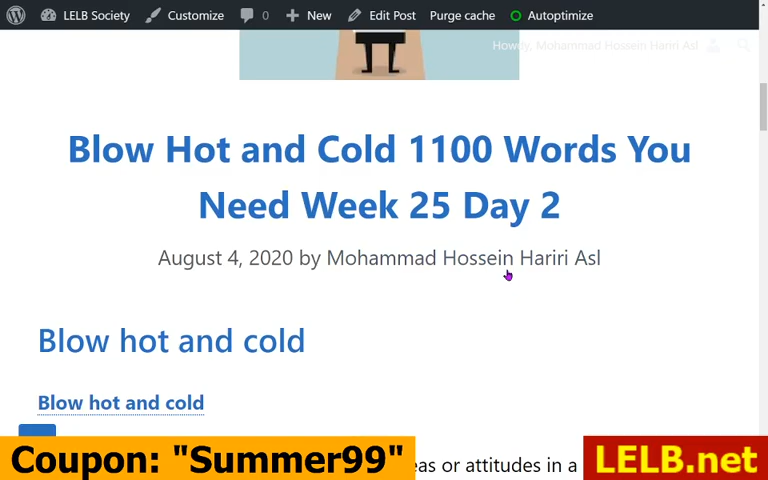 LELB Society Customize 0 New Edit Post Purge cache Autoptimize
Howdy, Mohammad Hossein Hariri Asl
Blow Hot and Cold 1100 Words You
Need Week 25 Day 2
August 4, 2020 by Mohammad Hossein Hariri Asl
Blow hot and cold
Blow hot and cold
or attitudes in a
Coupon: "Summer99"
LELB.net